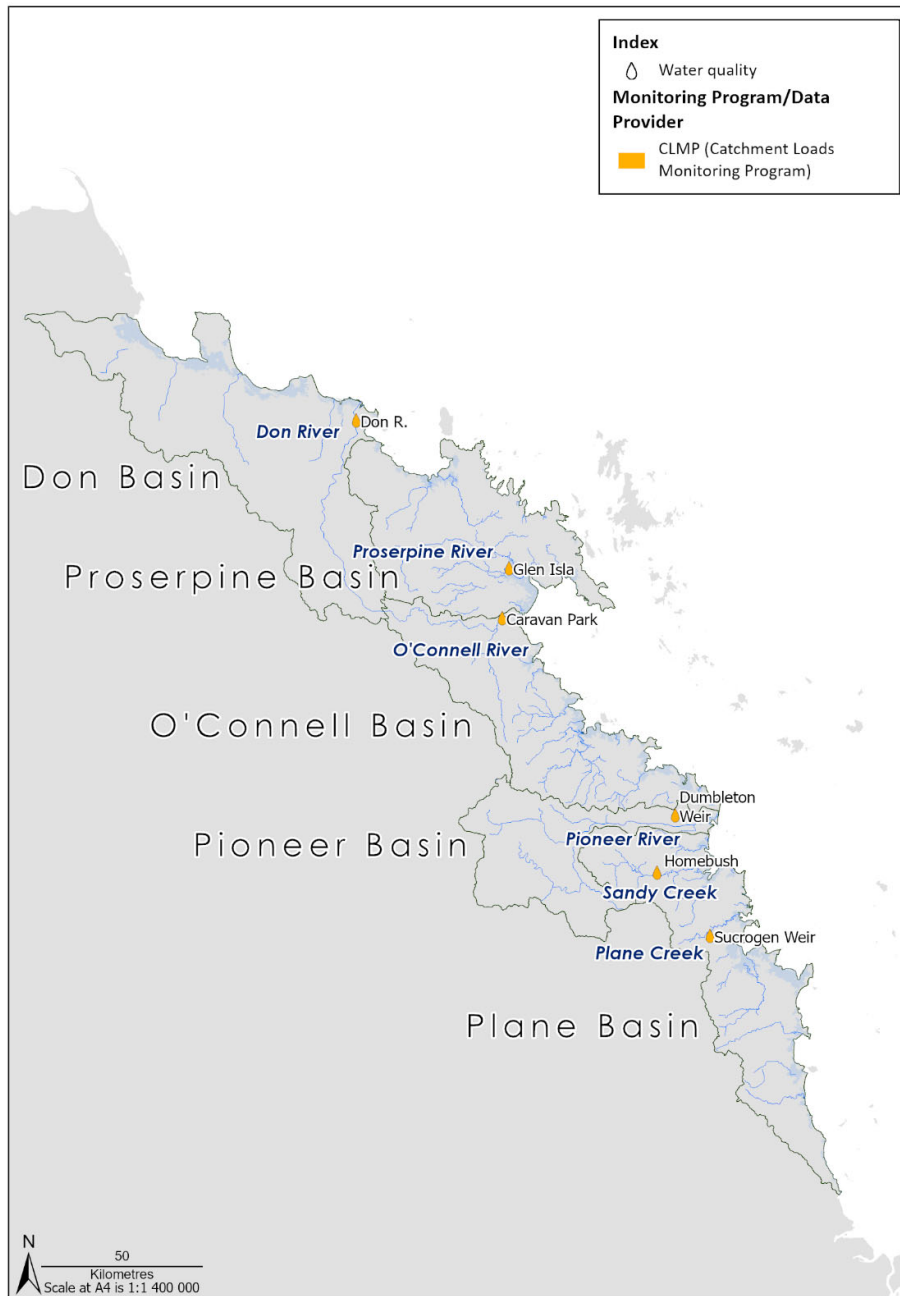 Index
Water quality
Monitoring Program/Data
Provider
CLMP (Catchment Loads
Monitoring Program)
Don R.
Don River
Don Basin
Proserpine River
Glen Isla
Proserpine Basin
Caravan Park
O'Connell River
O'Connell Basin
Dumbleton
Weir
Pioneer River
Pioneer Basin
Homebush
Sandy Creek
Sucrogen Weir
Plane Creek
Plane Basin
N
50
Kilometres
Scale at A4 is 1:1 400 000